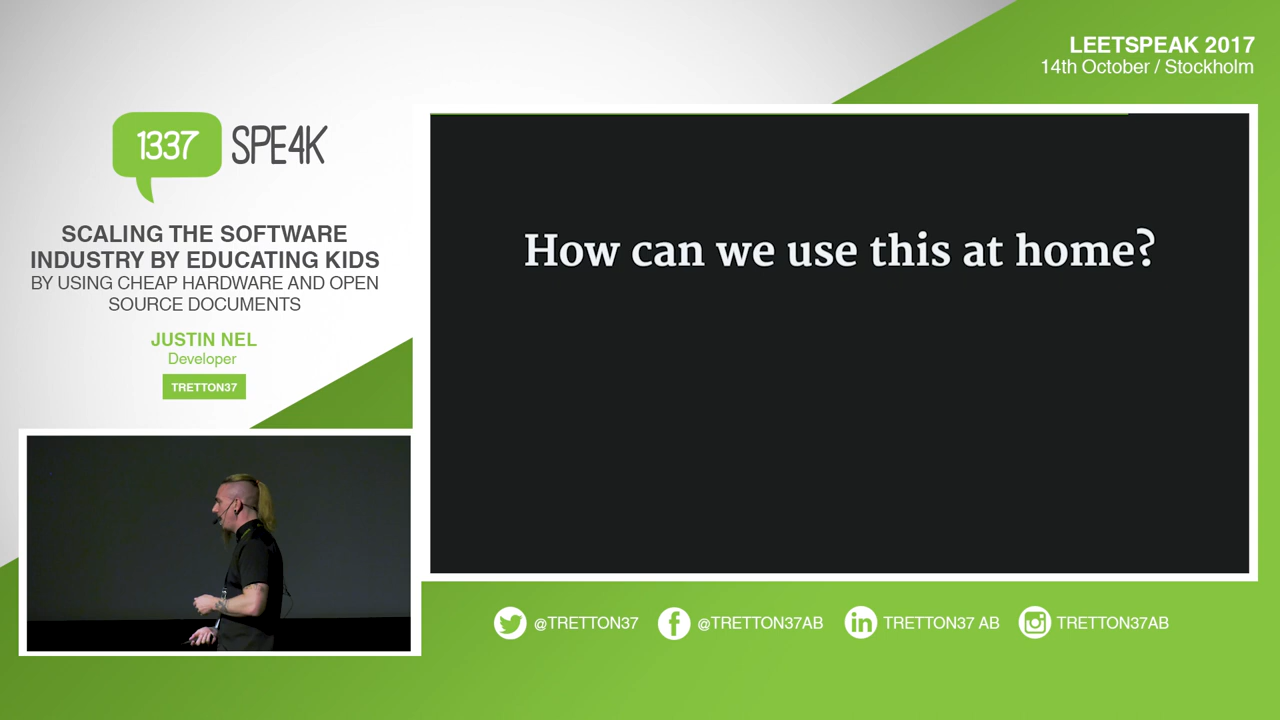 LEETSPEAK 2017
14th October / Stockholm
1337 SPE4K
SCALING THE SOFTWARE
INDUSTRY BY EDUCATING KIDS
BY USING CHEAP HARDWARE AND OPEN
SOURCE DOCUMENTS
JUSTIN NEL
Developer
TRETTON37
How can we use this at home?
@TRETTON37
@TRETTON37AB
TRETTON37 AB
TRETTON37AB